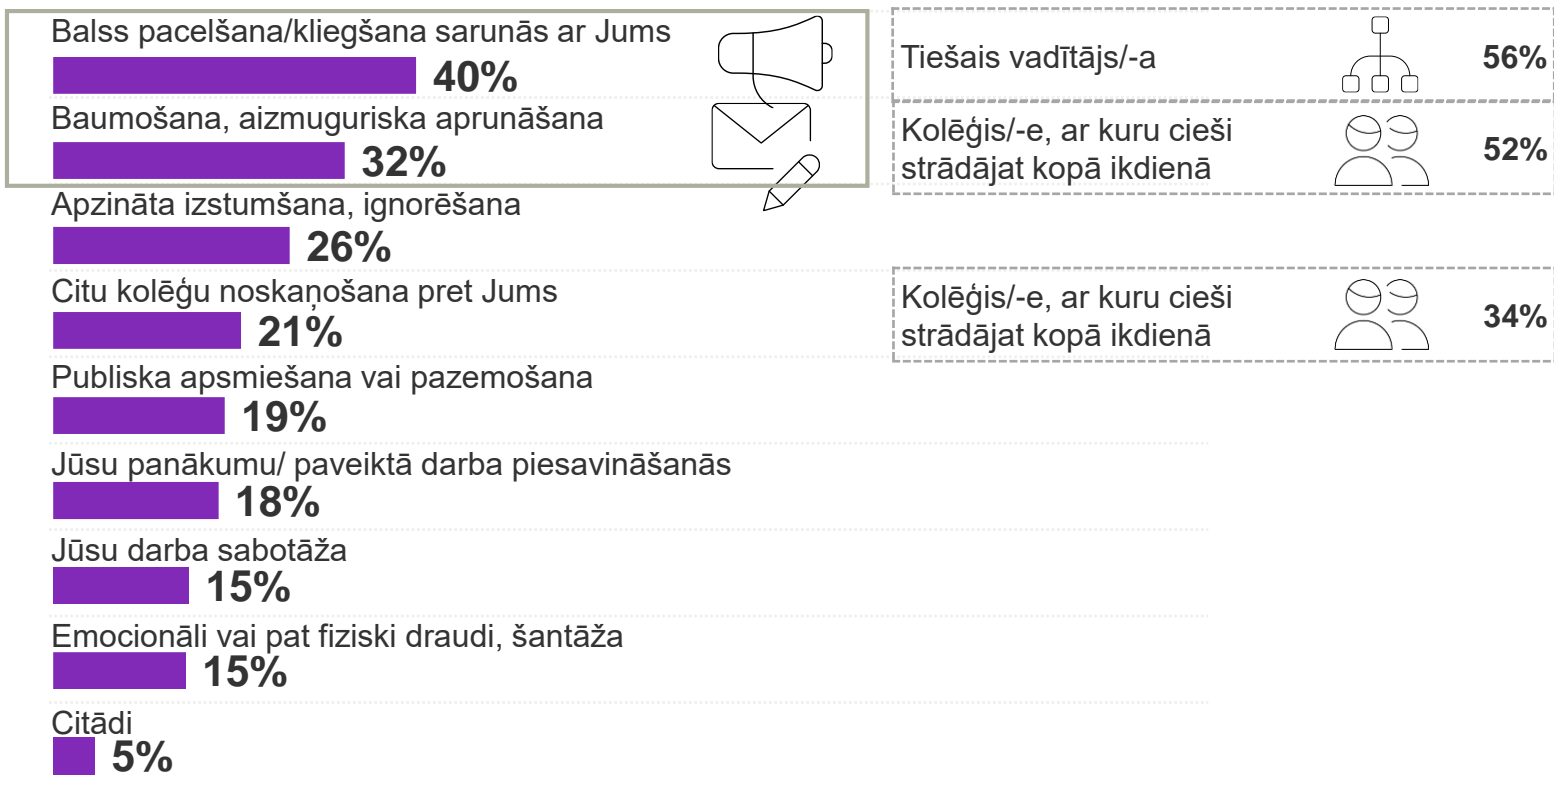 Balss pacelšana/kliegšana sarunās ar Jums
40%
Tiešais vadītājs/-a
56%
Baumošana, aizmuguriska aprunāšana
32%
Kolēģis/-e, ar kuru cieši
strādājat kopā ikdienā
52%
Apzināta izstumšana, ignorēšana
26%
Citu kolēģu noskaņošana pret Jums
21%
Kolēģis/-e, ar kuru cieši
strādājat kopā ikdienā
34%
Publiska apsmiešana vai pazemošana
19%
Jūsu panākumu/ paveiktā darba piesavināšanās
18%
Jūsu darba sabotāža
15%
Emocionāli vai pat fiziski draudi, šantāža
15%
Citādi
5%